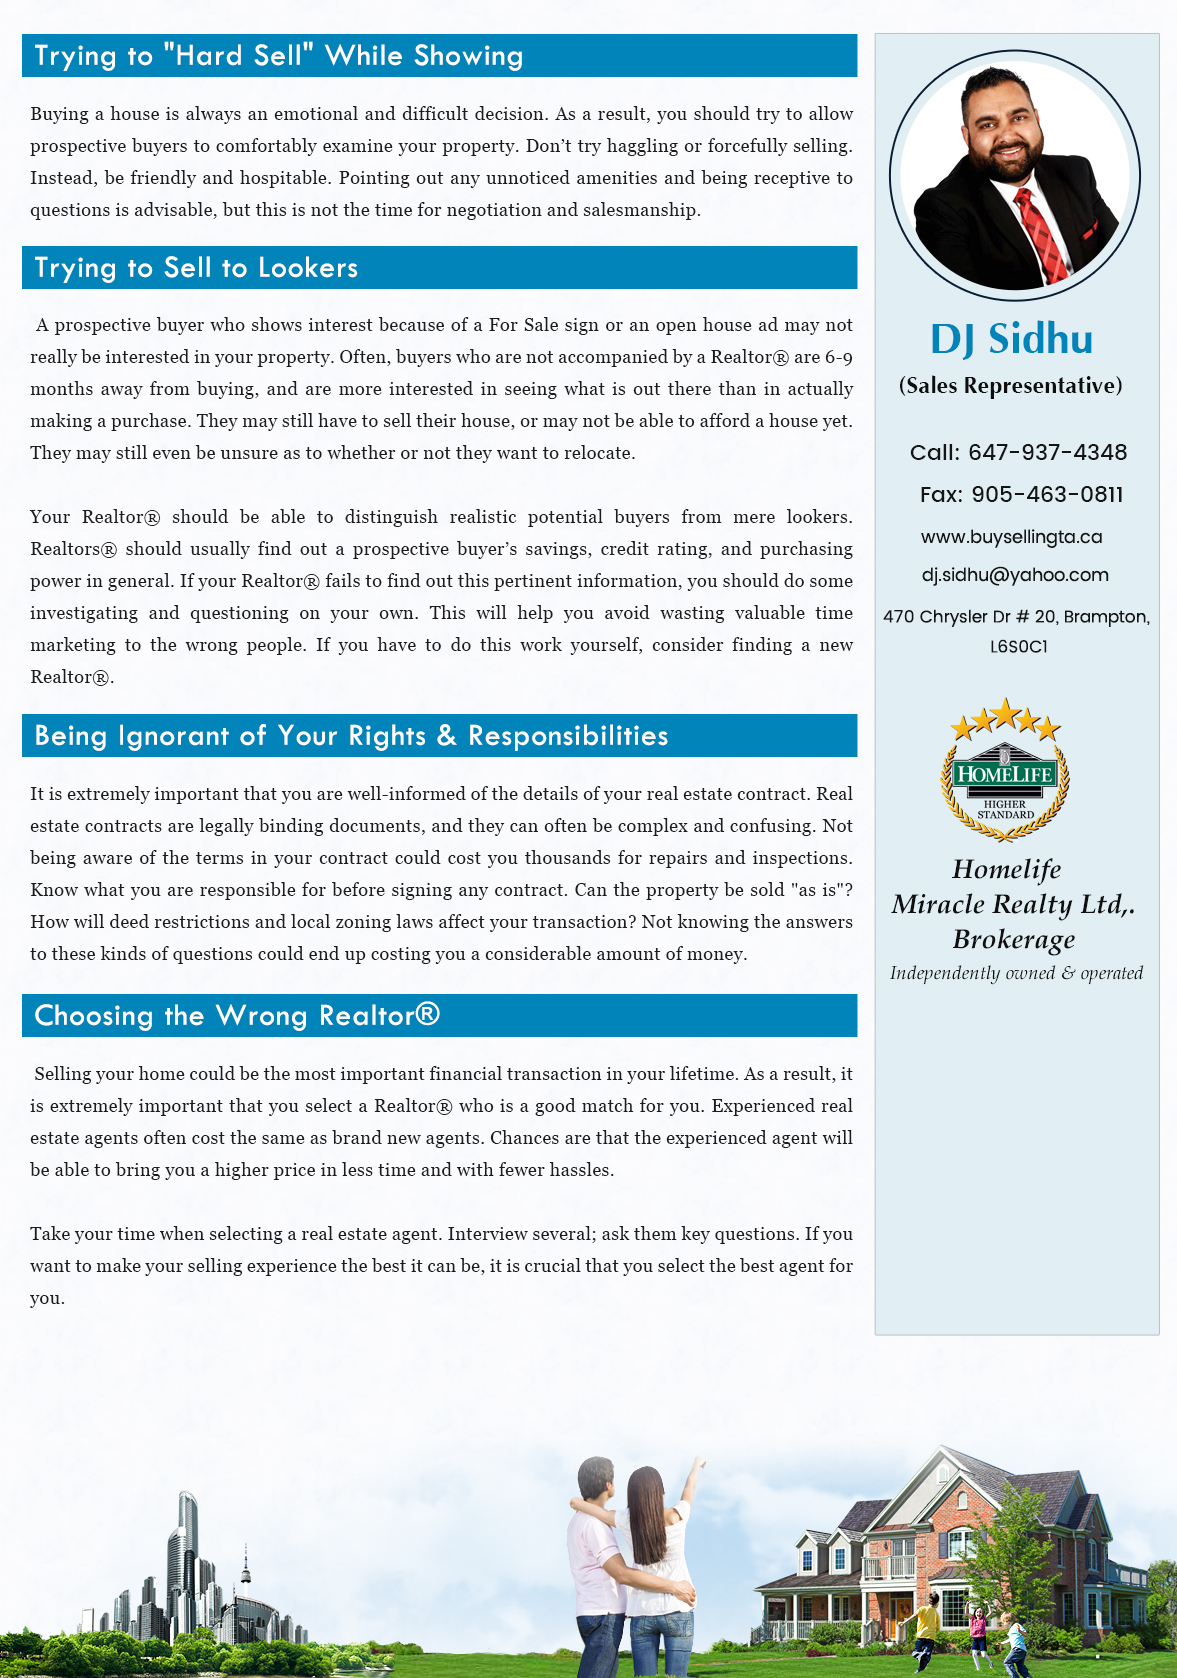 Trying to "Hard Sell" While Showing
Buying a house is always an emotional and difficult decision. As a result, you should try to allow
prospective buyers to comfortably examine your property. Don’t try haggling or forcefully selling.
Instead, be friendly and hospitable. Pointing out any unnoticed amenities and being receptive to
questions is advisable, but this is not the time for negotiation and salesmanship.
Trying to Sell to Lookers
A prospective buyer who shows interest because of a For Sale sign or an open house ad may not
really be interested in your property. Often, buyers who are not accompanied by a Realtor® are 6-9
months away from buying, and are more interested in seeing what is out there than in actually
making a purchase. They may still have to sell their house, or may not be able to afford a house yet.
They may still even be unsure as to whether or not they want to relocate.
Your Realtor® should be able to distinguish realistic potential buyers from mere lookers.
Realtors® should usually find out a prospective buyer’s savings, credit rating, and purchasing
power in general. If your Realtor® fails to find out this pertinent information, you should do some
investigating and questioning on your own. This will help you avoid wasting valuable time
marketing to the wrong people. If you have to do this work yourself, consider finding a new
Realtor®.
Being Ignorant of Your Rights & Responsibilities
It is extremely important that you are well-informed of the details of your real estate contract. Real
estate contracts are legally binding documents, and they can often be complex and confusing. Not
being aware of the terms in your contract could cost you thousands for repairs and inspections.
Know what you are responsible for before signing any contract. Can the property be sold "as is"?
How will deed restrictions and local zoning laws affect your transaction? Not knowing the answers
to these kinds of questions could end up costing you a considerable amount of money.
Choosing the Wrong Realtor®
Selling your home could be the most important financial transaction in your lifetime. As a result, it
is extremely important that you select a Realtor® who is a good match for you. Experienced real
estate agents often cost the same as brand new agents. Chances are that the experienced agent will
be able to bring you a higher price in less time and with fewer hassles.
Take your time when selecting a real estate agent. Interview several; ask them key questions. If you
want to make your selling experience the best it can be, it is crucial that you select the best agent for
you.
DJ Sidhu
(Sales Representative)
Call: 647-937-4348
Fax: 905-463-0811
www.buysellingta.ca
dj.sidhu@yahoo.com
470 Chrysler Dr # 20, Brampton,
L6S0C1
HOMELIFE
HIGHER
STANDARD
Homelife
Miracle Realty Ltd,.
Brokerage
Independently owned & operated